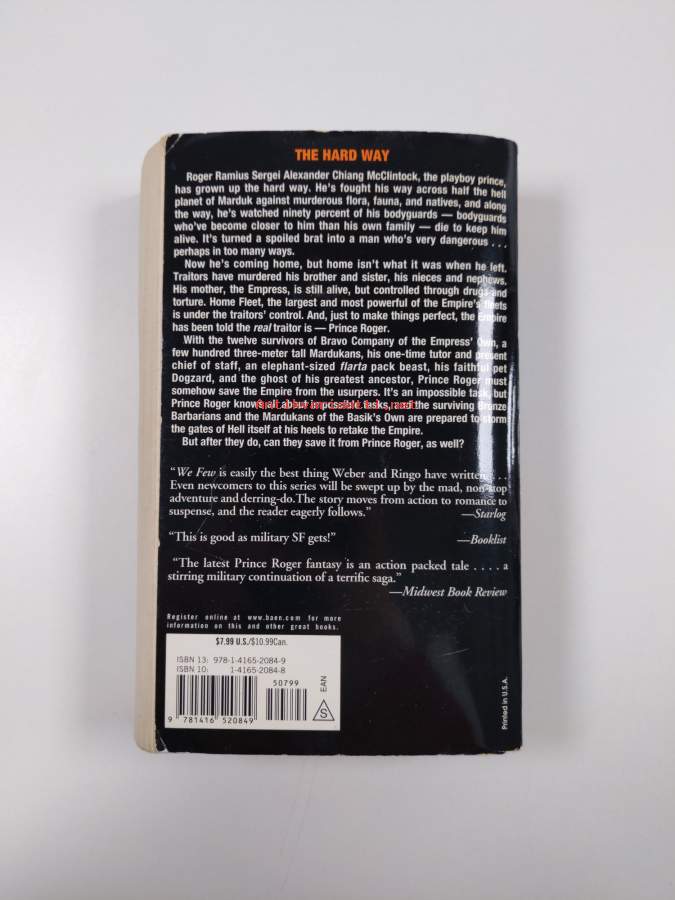 THE HARD WAY
Roger Ramius Sergei Alexander Chiang McClintock, the playboy prince,
has grown up the hard way. He's fought his way across half the hell
planet of Marduk against murderous flora, fauna, and natives, and along
the way, he's watched ninety percent of his bodyguards — bodyguards
who've become closer to him than his own family — die to keep him
alive. It's turned a spoiled brat into a man who's very dangerous . . .
perhaps in too many ways.
Now he's coming home, but home isn't what it was when he left.
Traitors have murdered his brother and sister, his nieces and nephews.
His mother, the Empress, is still alive, but controlled through drugs and
torture. Home Fleet, the largest and most powerful of the Empire's fleets
is under the traitors' control. And, just to make things perfect, the Empire
has been told the real traitor is — Prince Roger.
With the twelve survivors of Bravo Company of the Empress' Own, a
few hundred three-meter tall Mardukans, his one-time tutor and present
chief of staff, an elephant-sized flarta pack beast, his faithful pet
Dogzard, and the ghost of his greatest ancestor, Prince Roger must
somehow save the Empire from the usurpers. It's an impossible task, but
Prince Roger knows all about impossible tasks, and the surviving Bronze
Barbarians and the Mardukans of the Basik's Own are prepared to storm
the gates of Hell itself at his heels to retake the Empire.
But after they do, can they save it from Prince Roger, as well?
“We Few is easily the best thing Weber and Ringo have written . . .
Even newcomers to this series will be swept up by the mad, non-stop
adventure and derring-do. The story moves from action to romance to
suspense, and the reader eagerly follows.” —Starlog
“This is good as military SF gets!” —Booklist
“The latest Prince Roger fantasy is an action packed tale . . . . a
stirring military continuation of a terrific saga.”
—Midwest Book Review
Register online at www.baen.com for more
information on this and other great books.
$7.99 U.S./$10.99Can.
ISBN 13: 978-1-4165-2084-9
ISBN 10: 1-4165-2084-8
50799
EAN
S
9 781416 520849
Printed in U.S.A.